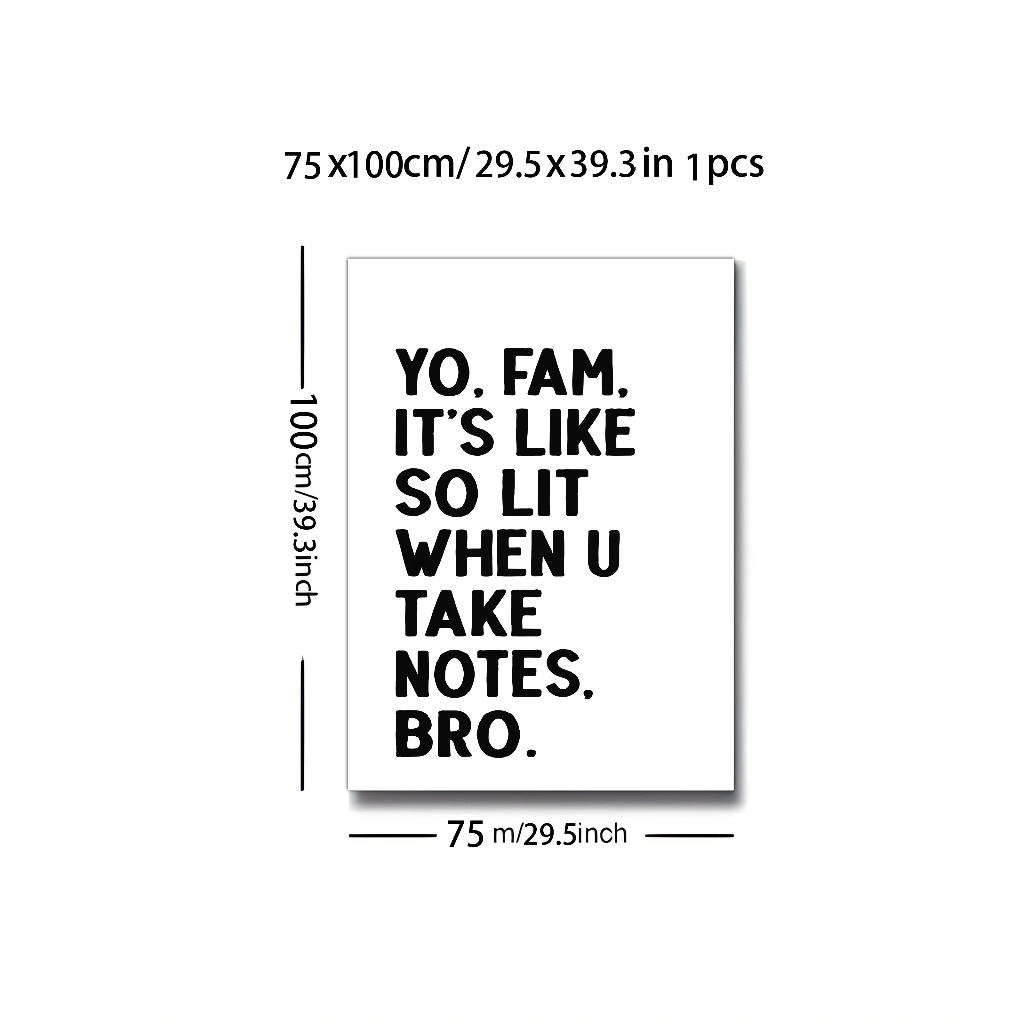 75x100cm/29.5x39.3in 1pcs
100cm/39.3inch
YO, FAM,
IT'S LIKE
SO LIT
WHEN U
TAKE
NOTES,
BRO.
75 m/29.5inch